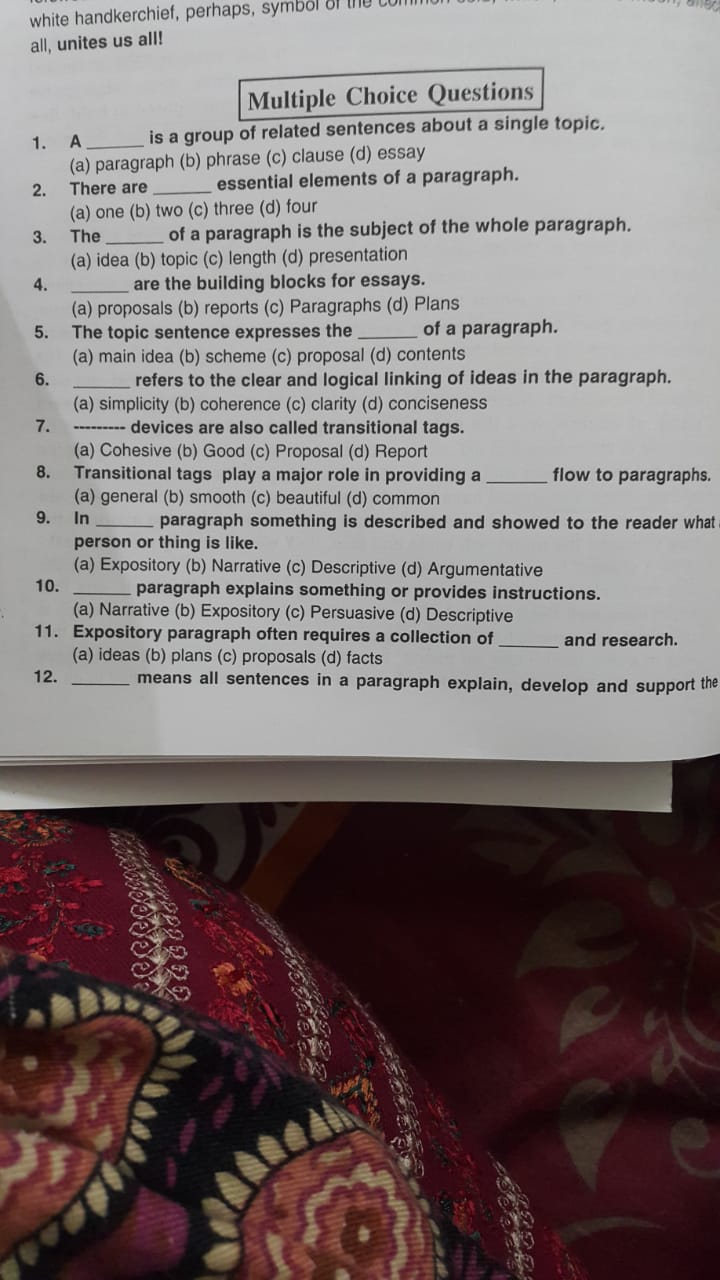 white handkerchief, perhaps, symbol of the
all, unites us all!
Multiple Choice Questions
1. A ______ is a group of related sentences about a single topic.
(a) paragraph (b) phrase (c) clause (d) essay
2. There are ______ essential elements of a paragraph.
(a) one (b) two (c) three (d) four
3. The ______ of a paragraph is the subject of the whole paragraph.
(a) idea (b) topic (c) length (d) presentation
4. ______ are the building blocks for essays.
(a) proposals (b) reports (c) Paragraphs (d) Plans
5. The topic sentence expresses the ______ of a paragraph.
(a) main idea (b) scheme (c) proposal (d) contents
6. ______ refers to the clear and logical linking of ideas in the paragraph.
(a) simplicity (b) coherence (c) clarity (d) conciseness
7. --------- devices are also called transitional tags.
(a) Cohesive (b) Good (c) Proposal (d) Report
8. Transitional tags play a major role in providing a ______ flow to paragraphs.
(a) general (b) smooth (c) beautiful (d) common
9. In ______ paragraph something is described and showed to the reader what
person or thing is like.
(a) Expository (b) Narrative (c) Descriptive (d) Argumentative
10. ______ paragraph explains something or provides instructions.
(a) Narrative (b) Expository (c) Persuasive (d) Descriptive
11. Expository paragraph often requires a collection of ______ and research.
(a) ideas (b) plans (c) proposals (d) facts
12. ______ means all sentences in a paragraph explain, develop and support the